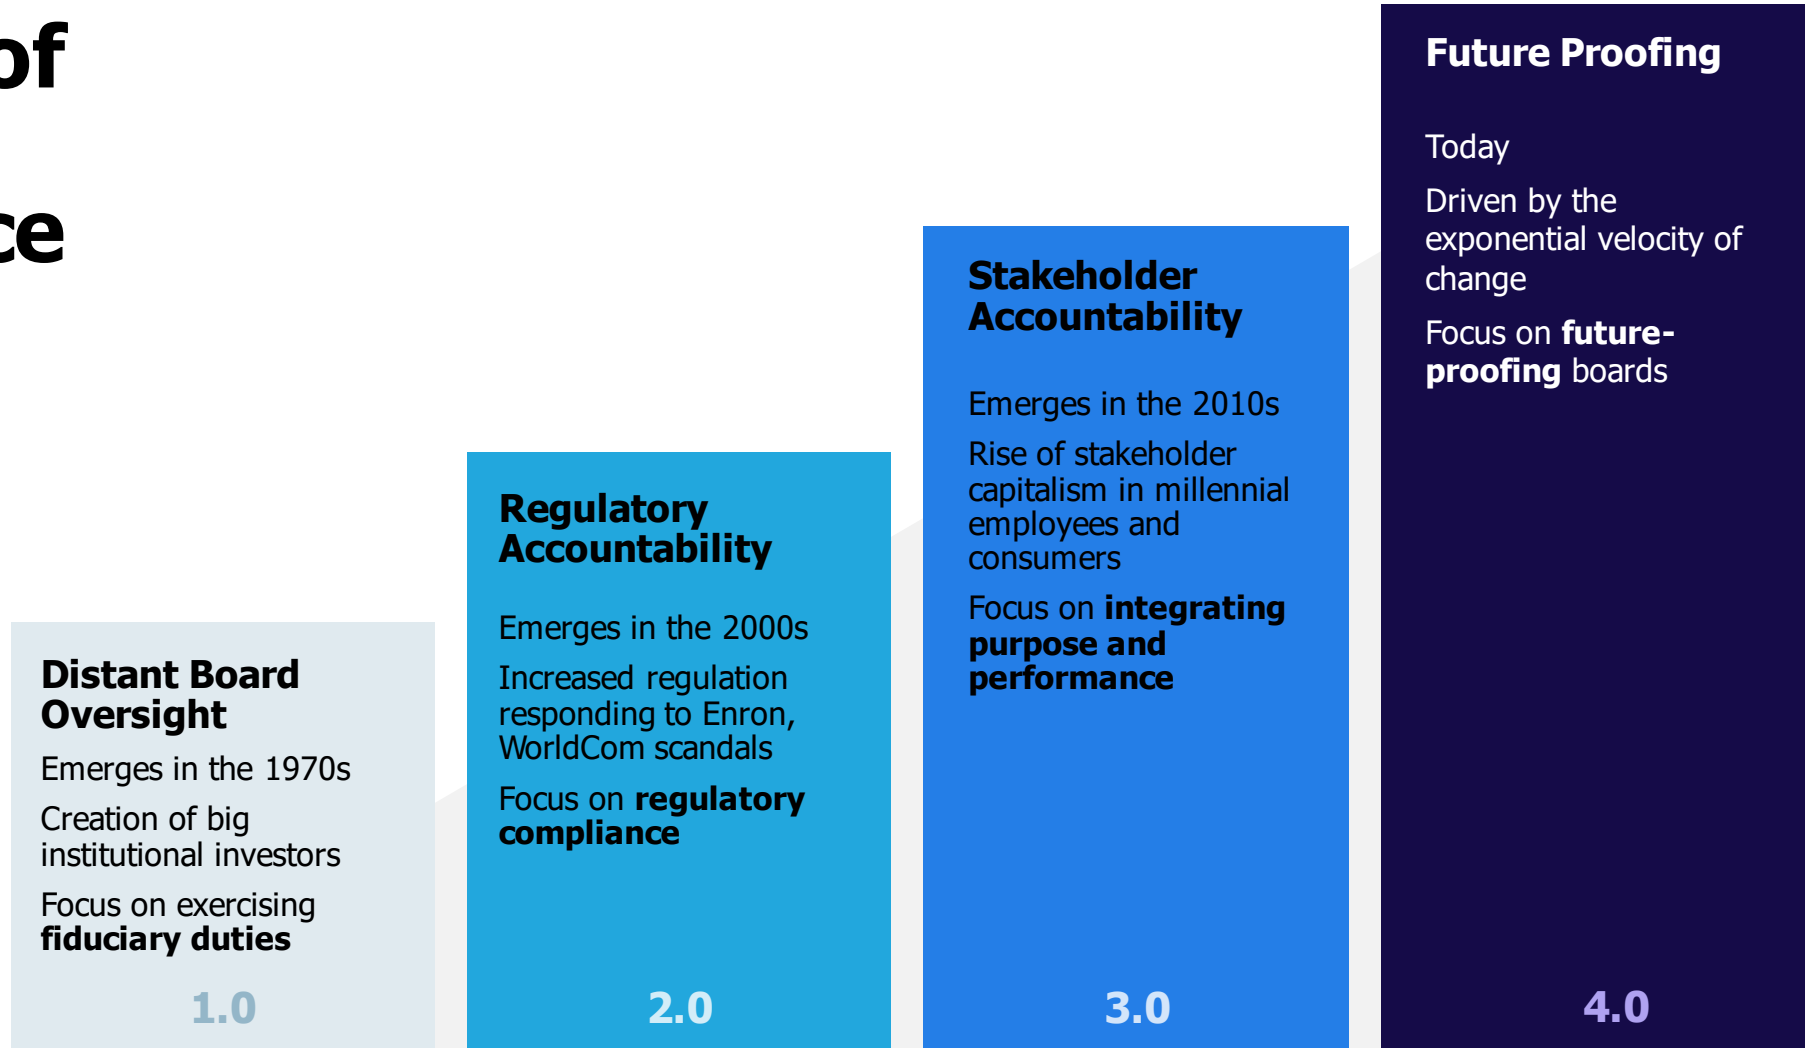 of
ce
Distant Board
Oversight
Emerges in the 1970s
Creation of big
institutional investors
Focus on exercising
fiduciary duties
1.0
Regulatory
Accountability
Emerges in the 2000s
Increased regulation
responding to Enron,
WorldCom scandals
Focus on regulatory
compliance
2.0
Stakeholder
Accountability
Emerges in the 2010s
Rise of stakeholder
capitalism in millennial
employees and
consumers
Focus on integrating
purpose and
performance
3.0
Future Proofing
Today
Driven by the
exponential velocity of
change
Focus on future-
proofing boards
4.0